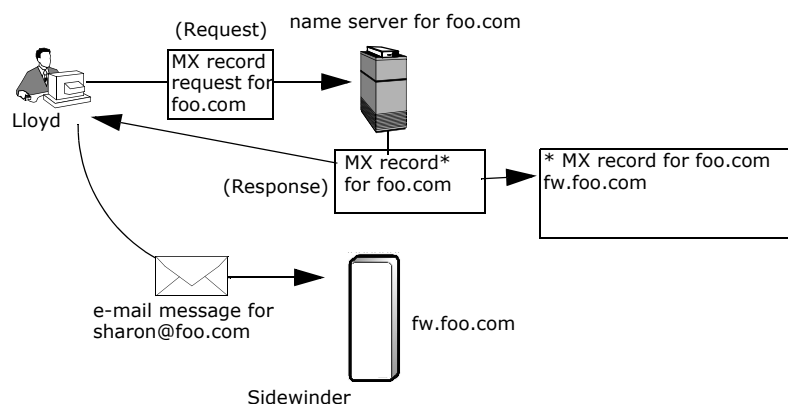 (Request)
name server for foo.com
MX record
request for
foo.com
Lloyd
MX record*
for foo.com
(Response)
* MX record for foo.com
fw.foo.com
e-mail message for
sharon@foo.com
fw.foo.com
Sidewinder